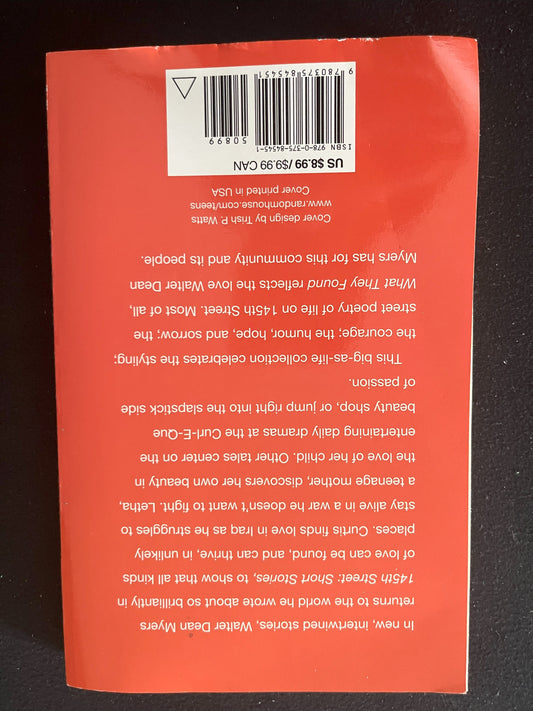 In new, intertwined stories, Walter Dean Myers
returns to the world he wrote about so brilliantly in
145th Street: Short Stories, to show that all kinds
of love can be found, and can thrive, in unlikely
places. Curtis finds love in Iraq as he struggles to
stay alive in a war he doesn't want to fight. Letha,
a teenage mother, discovers her own beauty in
the love of her child. Other tales center on the
entertaining daily dramas at the Curl-E-Que
beauty shop, or jump right into the slapstick side
of passion.
This big-as-life collection celebrates the styling;
the courage; the humor, hope, and sorrow; the
street poetry of life on 145th Street. Most of all,
What They Found reflects the love Walter Dean
Myers has for this community and its people.
Cover design by Trish P. Watts
www.randomhouse.com/teens
Cover printed in USA
US $8.99/$9.99 CAN
ISBN 978-0-375-84545-1
50899
9 780375 845451